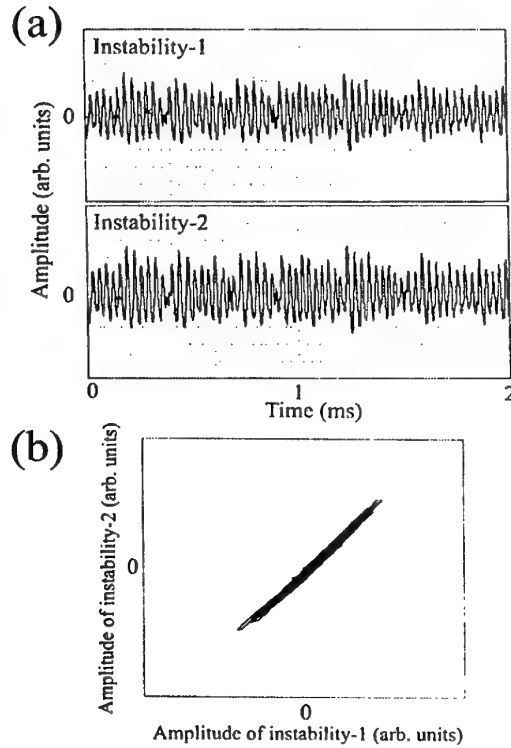 (a)
Instability-1
Amplitude (arb. units)
0
Instability-2
0
0 1 2
Time (ms)
(b)
Amplitude of instability-2 (arb. units)
0
0
Amplitude of instability-1 (arb. units)